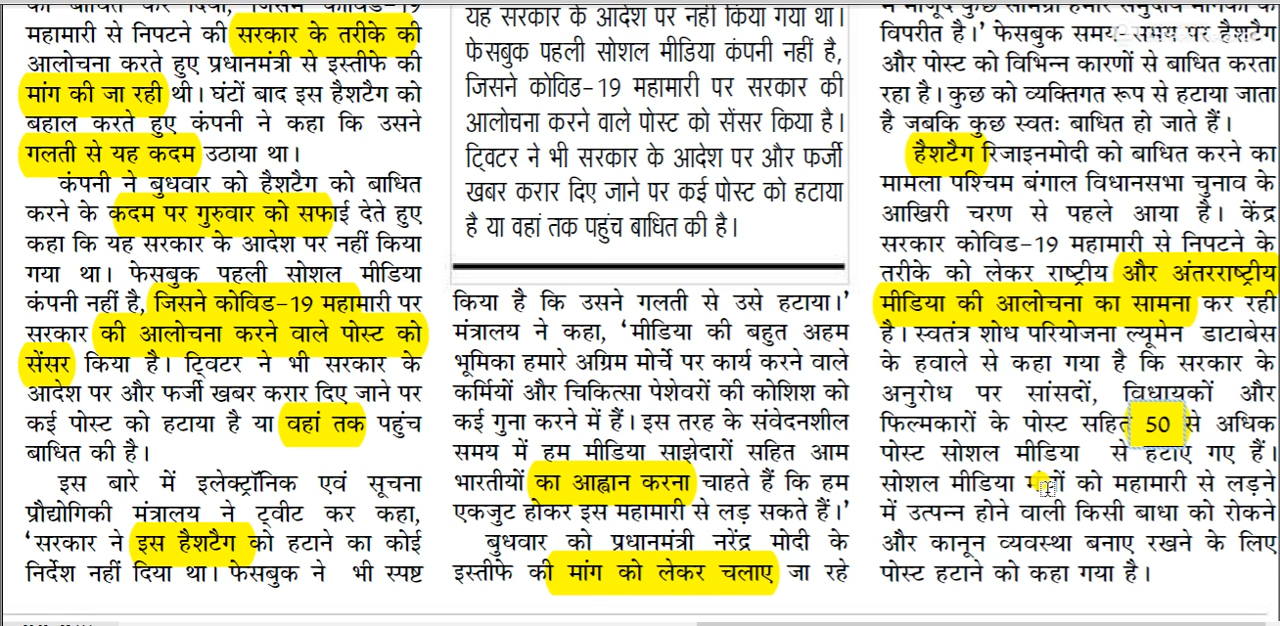 महामारी से निपटने की सरकार के तरीके की
आलोचना करते हुए प्रधानमंत्री से इस्तीफे की
मांग की जा रही थी। घंटों बाद इस हैशटैग को
बहाल करते हुए कंपनी ने कहा कि उसने
गलती से यह कदम उठाया था।
कंपनी ने बुधवार को हैशटैग को बाधित
करने के कदम पर गुरुवार को सफाई देते हुए
कहा कि यह सरकार के आदेश पर नहीं किया
गया था। फेसबुक पहली सोशल मीडिया
कंपनी नहीं है, जिसने कोविड-19 महामारी पर
सरकार की आलोचना करने वाले पोस्ट को
सेंसर किया है। ट्विटर ने भी सरकार के
आदेश पर और फर्जी खबर करार दिए जाने पर
कई पोस्ट को हटाया है या वहां तक पहुंच
बाधित की है।
इस बारे में इलेक्ट्रॉनिक एवं सूचना
प्रौद्योगिकी मंत्रालय ने ट्वीट कर कहा,
‘सरकार ने इस हैशटैग को हटाने का कोई
निर्देश नहीं दिया था। फेसबुक ने भी स्पष्ट
यह सरकार के आदेश पर नहीं किया गया था।
फेसबुक पहली सोशल मीडिया कंपनी नहीं है,
जिसने कोविड-19 महामारी पर सरकार की
आलोचना करने वाले पोस्ट को सेंसर किया है।
ट्विटर ने भी सरकार के आदेश पर और फर्जी
खबर करार दिए जाने पर कई पोस्ट को हटाया
है या वहां तक पहुंच बाधित की है।
किया है कि उसने गलती से उसे हटाया।’
मंत्रालय ने कहा, ‘मीडिया की बहुत अहम
भूमिका हमारे अग्रिम मोर्चे पर कार्य करने वाले
कर्मियों और चिकित्सा पेशेवरों की कोशिश को
कई गुना करने में हैं। इस तरह के संवेदनशील
समय में हम मीडिया साझेदारों सहित आम
भारतीयों का आह्वान करना चाहते हैं कि हम
एकजुट होकर इस महामारी से लड़ सकते हैं।’
बुधवार को प्रधानमंत्री नरेंद्र मोदी के
इस्तीफे की मांग को लेकर चलाए जा रहे
विपरीत है।’ फेसबुक समय-समय पर हैशटैग
और पोस्ट को विभिन्न कारणों से बाधित करता
रहा है। कुछ को व्यक्तिगत रूप से हटाया जाता
है जबकि कुछ स्वतः बाधित हो जाते हैं।
हैशटैग रिजाइनमोदी को बाधित करने का
मामला पश्चिम बंगाल विधानसभा चुनाव के
आखिरी चरण से पहले आया है। केंद्र
सरकार कोविड-19 महामारी से निपटने के
तरीके को लेकर राष्ट्रीय और अंतरराष्ट्रीय
मीडिया की आलोचना का सामना कर रही
है। स्वतंत्र शोध परियोजना ल्यूमेन डाटाबेस
के हवाले से कहा गया है कि सरकार के
अनुरोध पर सांसदों, विधायकों और
फिल्मकारों के पोस्ट सहित 50 से अधिक
पोस्ट सोशल मीडिया से हटाए गए हैं।
सोशल मीडिया को महामारी से लड़ने
में उत्पन्न होने वाली किसी बाधा को रोकने
और कानून व्यवस्था बनाए रखने के लिए
पोस्ट हटाने को कहा गया है।